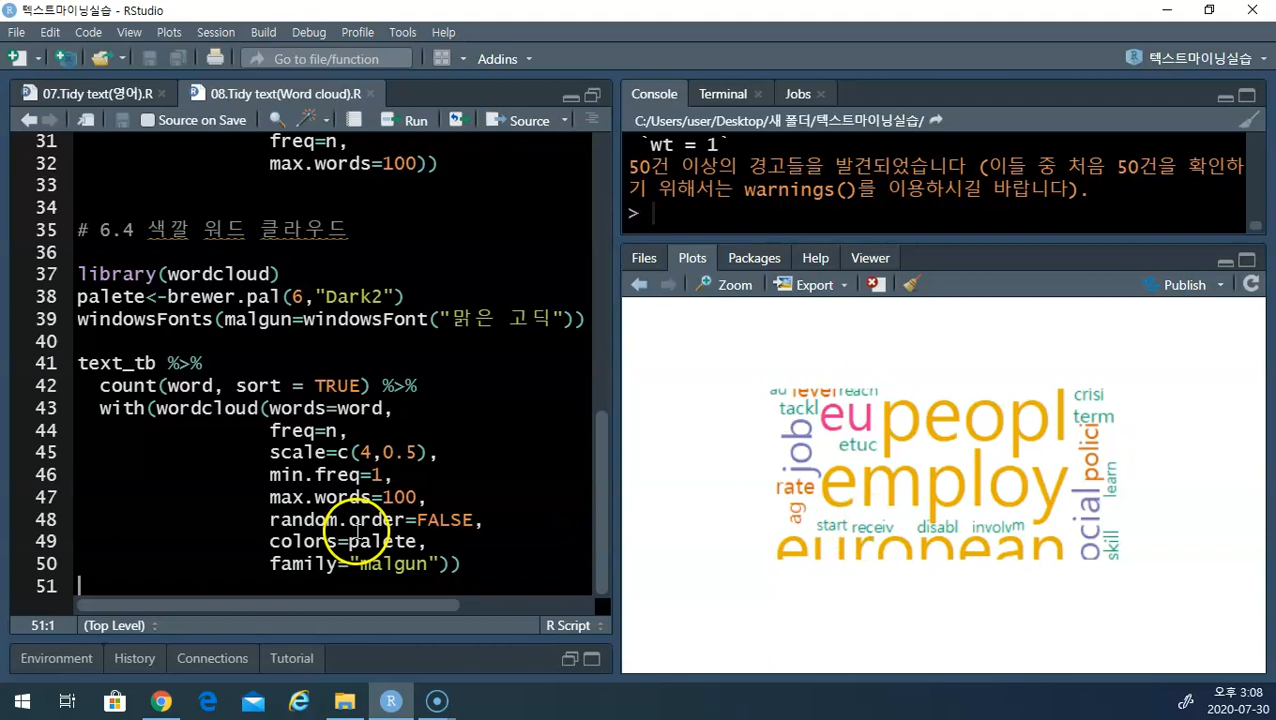 텍스트마이닝실습 - RStudio
File Edit Code View Plots Session Build Debug Profile Tools Help
Go to file/function Addins 텍스트마이닝실습
07.Tidy text(영어).R 08.Tidy text(Word cloud).R
Source on Save Run Source
31 freq=n,
32 max.words=100))
33
34
35 # 6.4 색깔 워드 클라우드
36
37 library(wordcloud)
38 palete<-brewer.pal(6,"Dark2")
39 windowsFonts(malgun=windowsFont("맑은 고딕"))
40
41 text_tb %>%
42 count(word, sort = TRUE) %>%
43 with(wordcloud(words=word,
44 freq=n,
45 scale=c(4,0.5),
46 min.freq=1,
47 max.words=100,
48 random.order=FALSE,
49 colors=palete,
50 family="malgun"))
51
51:1 (Top Level) R Script
Environment History Connections Tutorial
Console Terminal Jobs
C:/Users/user/Desktop/새 폴더/텍스트마이닝실습/
`wt = 1`
50건 이상의 경고들을 발견되었습니다 (이들 중 처음 50건을 확인하
기 위해서는 warnings()를 이용하시길 바랍니다).
>
Files Plots Packages Help Viewer
Zoom Export Publish
ad level reach crisi
tackl eu peopl term
job etuc polici
rate employ learn
ag start receiv disabl involv
european ocial skill
오후 3:08
2020-07-30